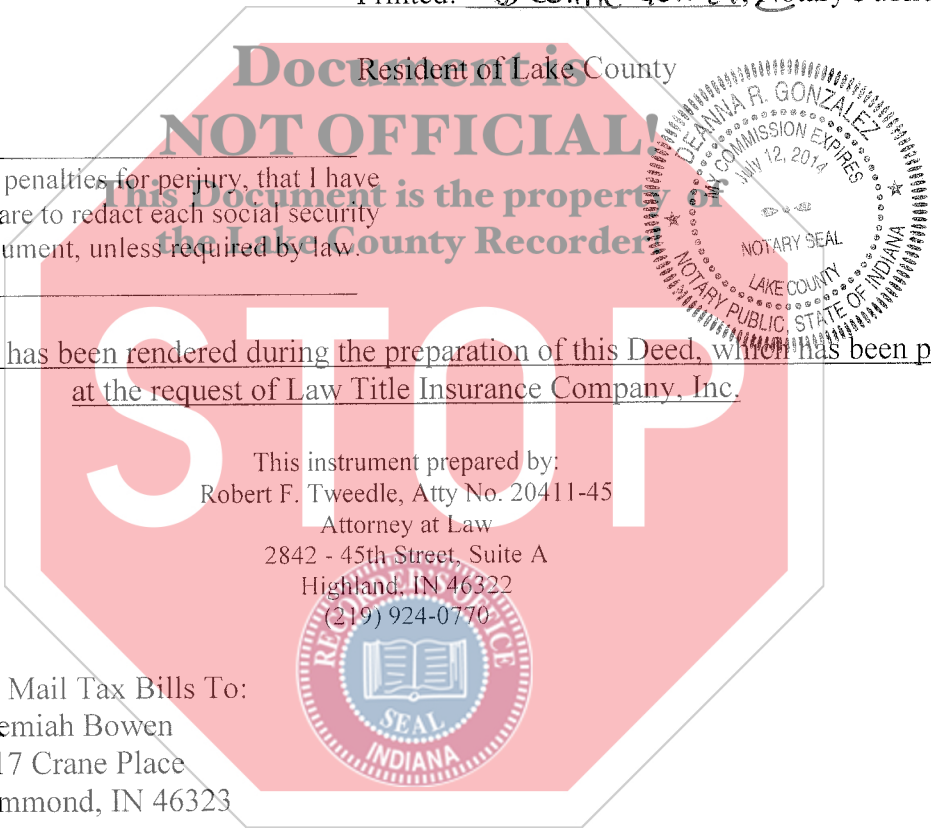 Printed:
Notary Public
Document is
Resident of Lake County
NOT OFFICIAL!
DEANNA R. GONZALEZ
MY COMMISSION EXPIRES
July 12, 2014
NOTARY SEAL
LAKE COUNTY
NOTARY PUBLIC, STATE OF INDIANA
penalties for perjury, that I have
This Document is the property of
are to redact each social security
ument, unless required by law.
the Lake County Recorder!
STOP
has been rendered during the preparation of this Deed, which has been p
at the request of Law Title Insurance Company, Inc.
This instrument prepared by:
Robert F. Tweedle, Atty No. 20411-45
Attorney at Law
2842 - 45th Street, Suite A
Highland, IN 46322
(219) 924-0770
RECORDER'S OFFICE
SEAL
INDIANA
Mail Tax Bills To:
emiah Bowen
17 Crane Place
mmond, IN 46323